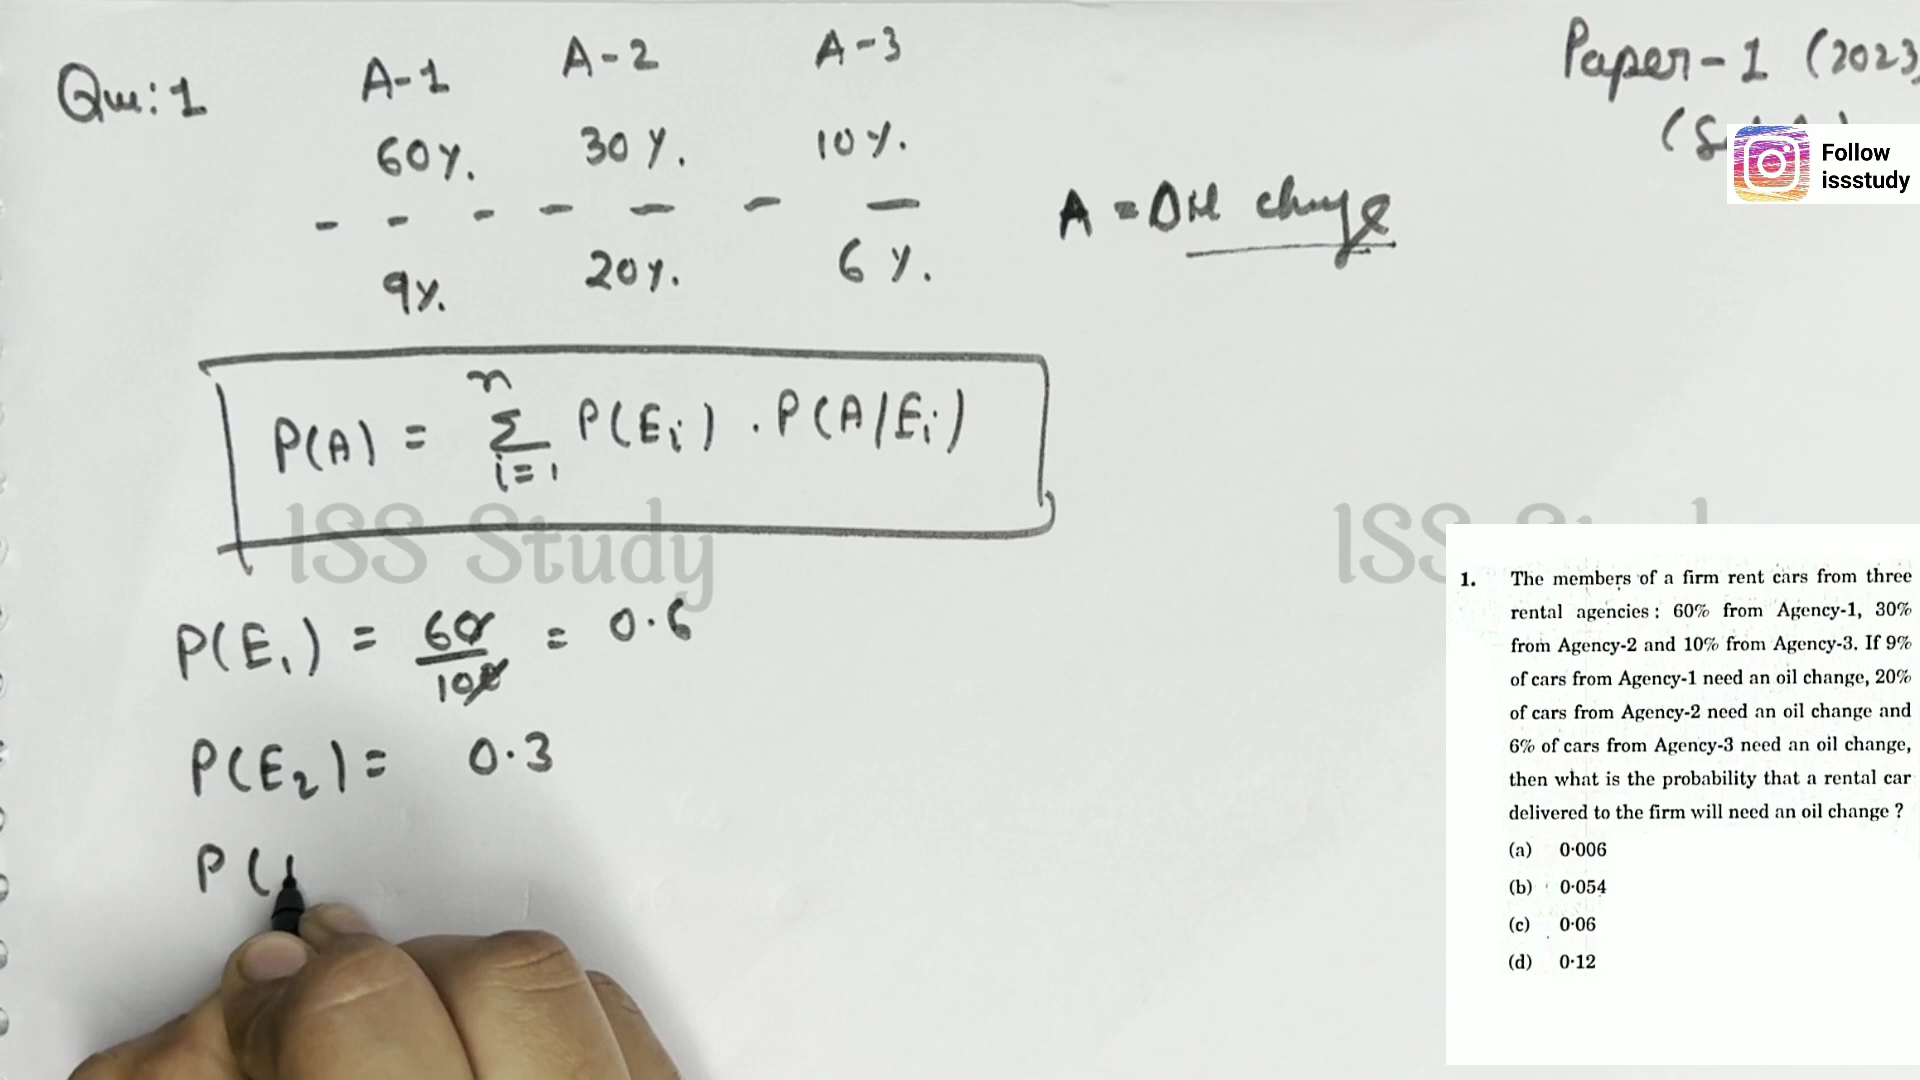 Que: 1 A-1 A-2 A-3
60%. 30%. 10%.
9%. 20%. 6%.
A = Oil change
Paper-1 (2023)
Follow
issstudy
P(A) = n Σ i=1 P(Ei) . P(A/Ei)
ISS Study
ISS
P(E1) = 60/100 = 0.6
P(E2) = 0.3
P(
1. The members of a firm rent cars from three
rental agencies : 60% from Agency-1, 30%
from Agency-2 and 10% from Agency-3. If 9%
of cars from Agency-1 need an oil change, 20%
of cars from Agency-2 need an oil change and
6% of cars from Agency-3 need an oil change,
then what is the probability that a rental car
delivered to the firm will need an oil change ?
(a) 0·006
(b) 0·054
(c) 0·06
(d) 0·12